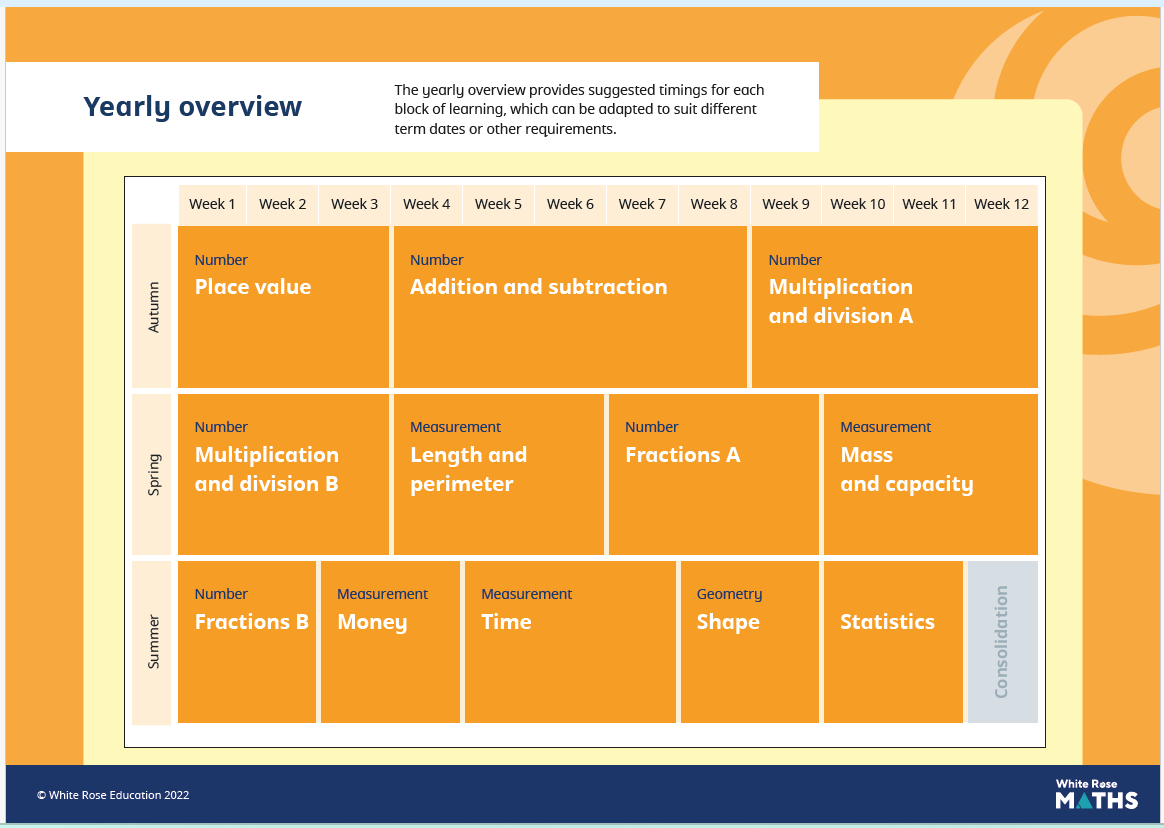 Yearly overview
The yearly overview provides suggested timings for each
block of learning, which can be adapted to suit different
term dates or other requirements.
Week 1 Week 2 Week 3 Week 4 Week 5 Week 6 Week 7 Week 8 Week 9 Week 10 Week 11 Week 12
Autumn
Number
Place value
Number
Addition and subtraction
Number
Multiplication
and division A
Spring
Number
Multiplication
and division B
Measurement
Length and
perimeter
Number
Fractions A
Measurement
Mass
and capacity
Summer
Number
Fractions B
Measurement
Money
Measurement
Time
Geometry
Shape
Statistics
Consolidation
© White Rose Education 2022
White Rose
MATHS